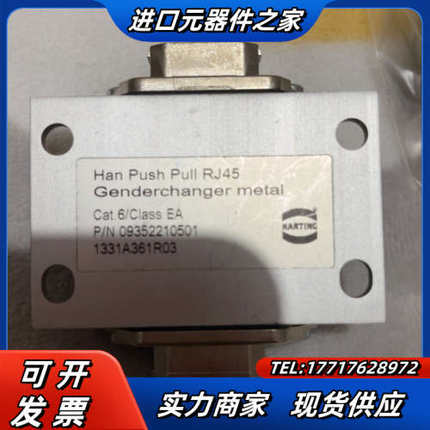 进口元器件之家
Han Push Pull RJ45
Genderchanger metal
Cat.6/Class EA
P/N 09352210501
1331A361R03
HARTING
TEL:17717628972
可开
发票
实力商家 现货供应